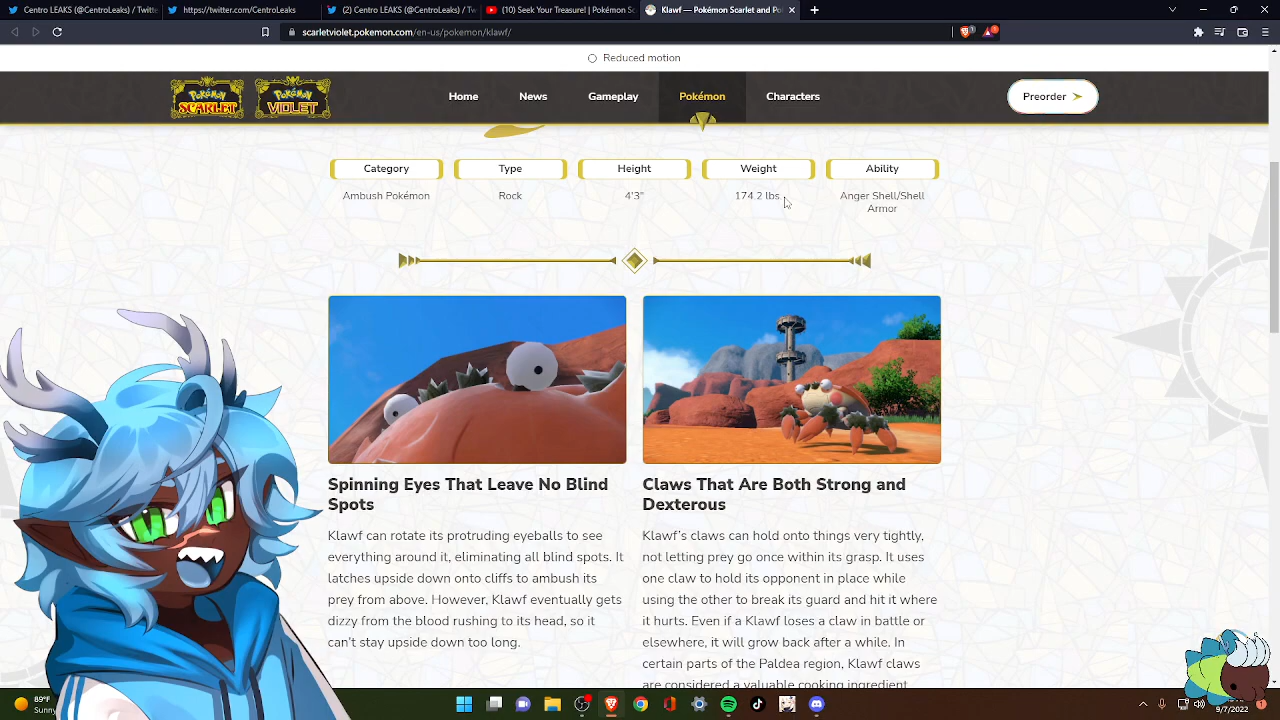 Centro LEAKS (@CentroLeaks) / Twitte
https://twitter.com/CentroLeaks
(2) Centro LEAKS (@CentroLeaks) / Tw
(10) Seek Your Treasure! | Pokémon Sc
Klawf — Pokémon Scarlet and Po
scarletviolet.pokemon.com/en-us/pokemon/klawf/
Reduced motion
Pokémon SCARLET
Pokémon VIOLET
Home
News
Gameplay
Pokémon
Characters
Preorder
Category
Type
Height
Weight
Ability
Ambush Pokémon
Rock
4'3"
174.2 lbs.
Anger Shell/Shell
Armor
Spinning Eyes That Leave No Blind
Spots
Klawf can rotate its protruding eyeballs to see
everything around it, eliminating all blind spots. It
latches upside down onto cliffs to ambush its
prey from above. However, Klawf eventually gets
dizzy from the blood rushing to its head, so it
can't stay upside down too long.
Claws That Are Both Strong and
Dexterous
Klawf's claws can hold onto things very tightly,
not letting prey go once within its grasp. It uses
one claw to hold its opponent in place while
using the other to break its guard and hit it where
it hurts. Even if a Klawf loses a claw in battle or
elsewhere, it will grow back after a while. In
certain parts of the Paldea region, Klawf claws
are considered a valuable cooking ingredient
89°F
Sunny
9/7/2022